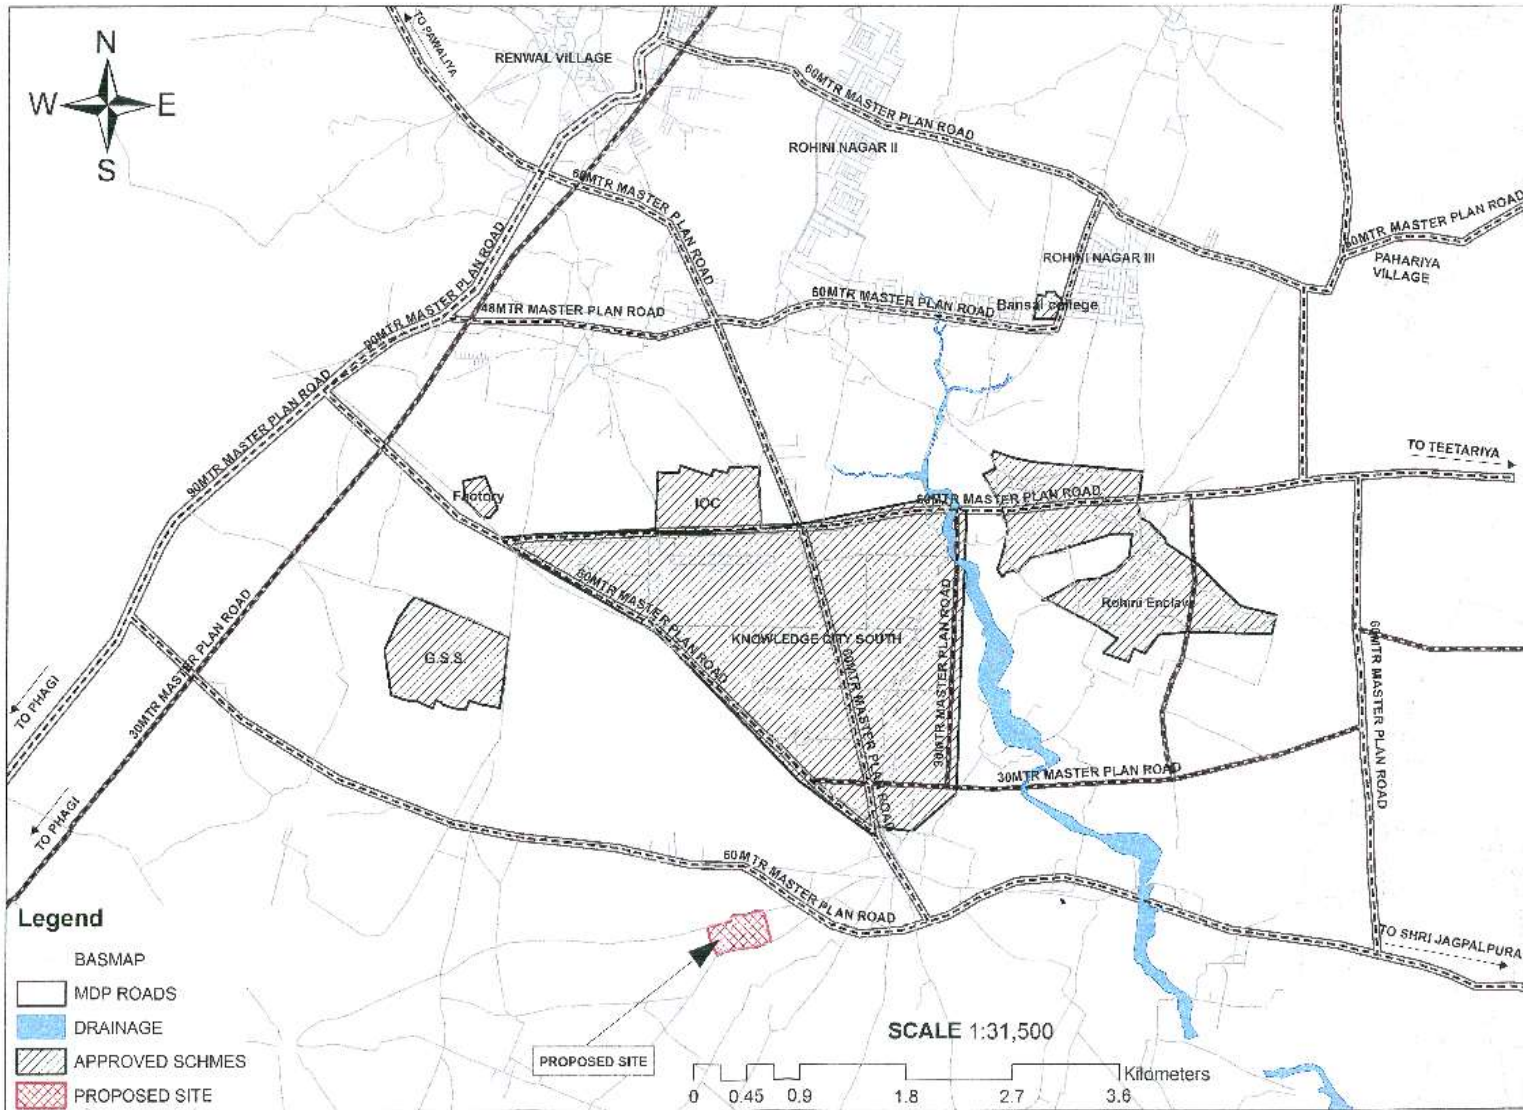 N
W E
S
TO PAWALIYA
RENWAL VILLAGE
60MTR MASTER PLAN ROAD
ROHINI NAGAR II
60MTR MASTER PLAN ROAD
60MTR MASTER PLAN ROAD
ROHINI NAGAR III
PAHARIYA
VILLAGE
90MTR MASTER PLAN ROAD
48MTR MASTER PLAN ROAD
60MTR MASTER PLAN ROAD
Bansal college
90MTR MASTER PLAN ROAD
TO TEETARIYA
Factory
IOC
60MTR MASTER PLAN ROAD
60MTR MASTER PLAN ROAD
Rohini Enclav
KNOWLEDGE CITY SOUTH
G.S.S.
30MTR MASTER PLAN ROAD
60MTR MASTER PLAN ROAD
30MTR MASTER PLAN ROAD
60MTR MASTER PLAN ROAD
TO PHAGI
30MTR MASTER PLAN ROAD
TO PHAGI
60MTR MASTER PLAN ROAD
TO SHRI JAGPALPURA
Legend
BASMAP
MDP ROADS
DRAINAGE
APPROVED SCHMES
PROPOSED SITE
PROPOSED SITE
SCALE 1:31,500
Kilometers
0 0.45 0.9 1.8 2.7 3.6